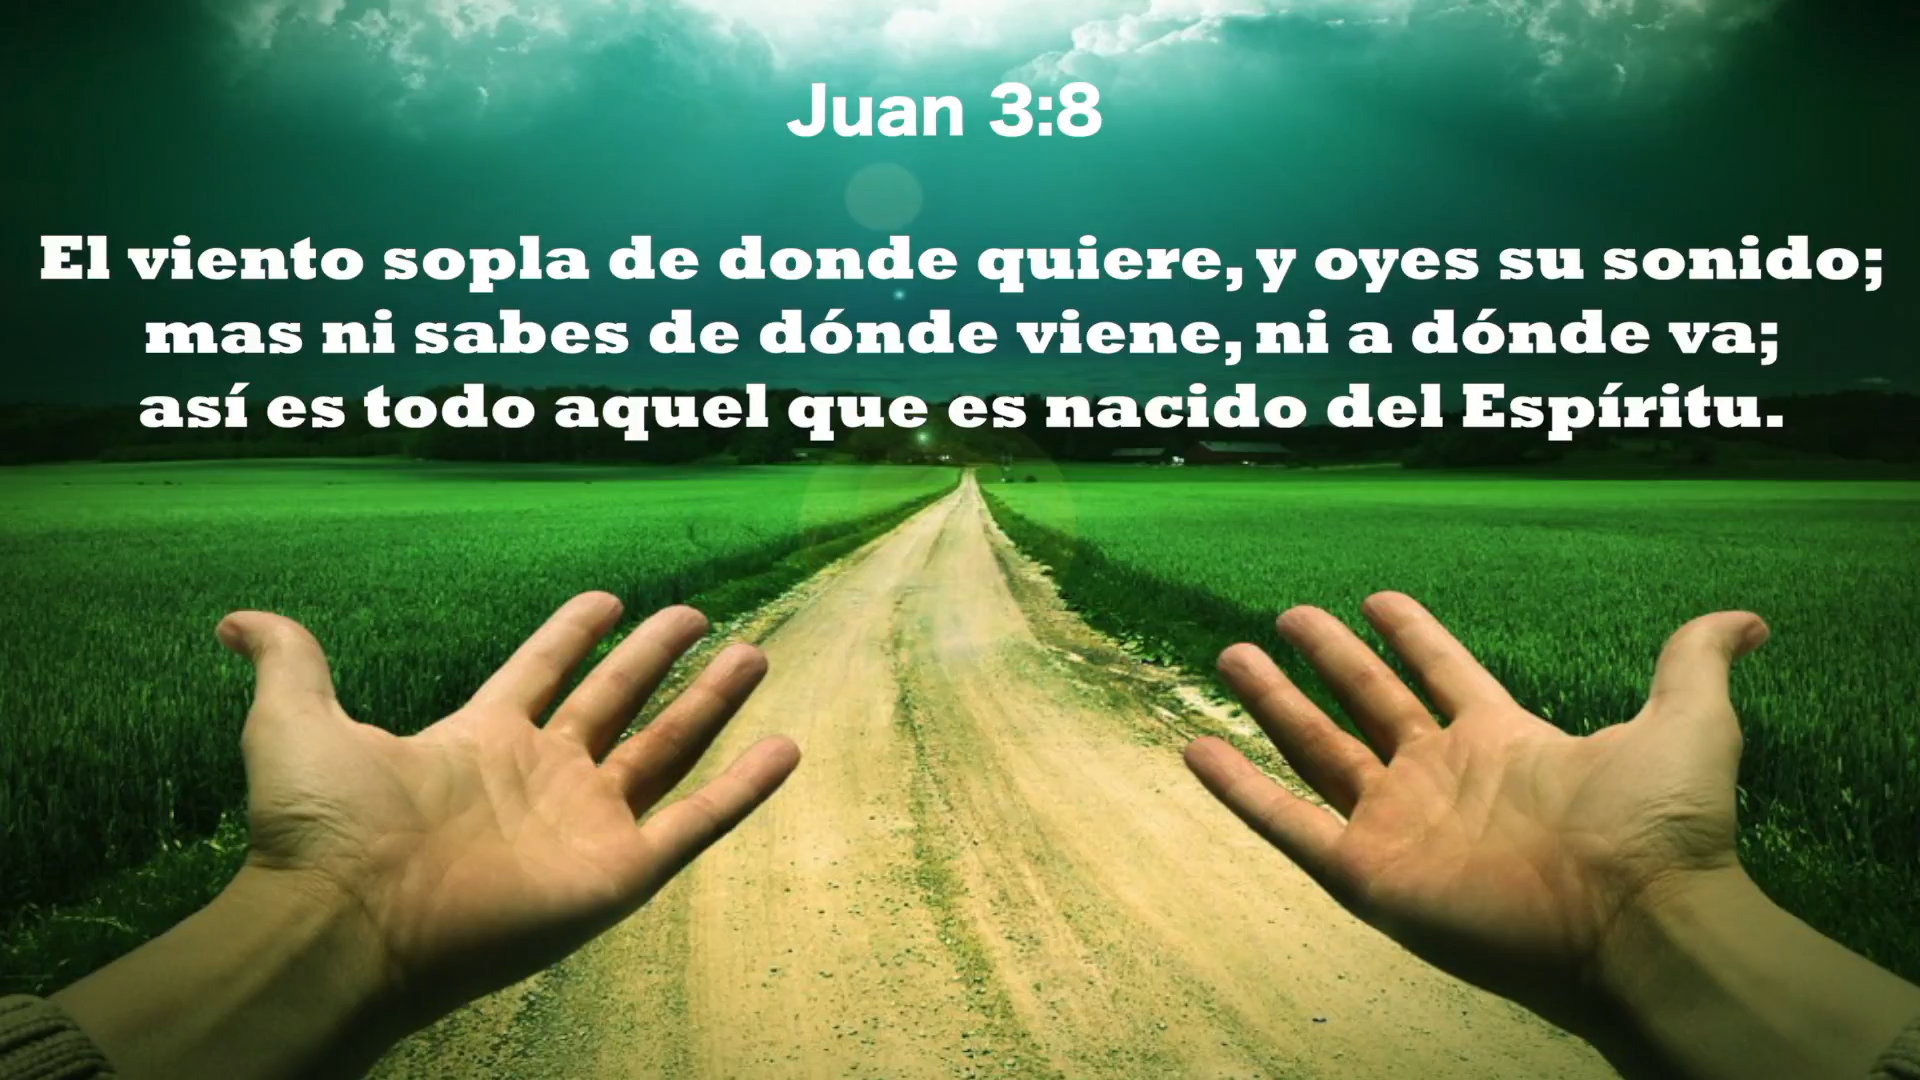 Juan 3:8
El viento sopla de donde quiere, y oyes su sonido;
mas ni sabes de dónde viene, ni a dónde va;
así es todo aquel que es nacido del Espíritu.